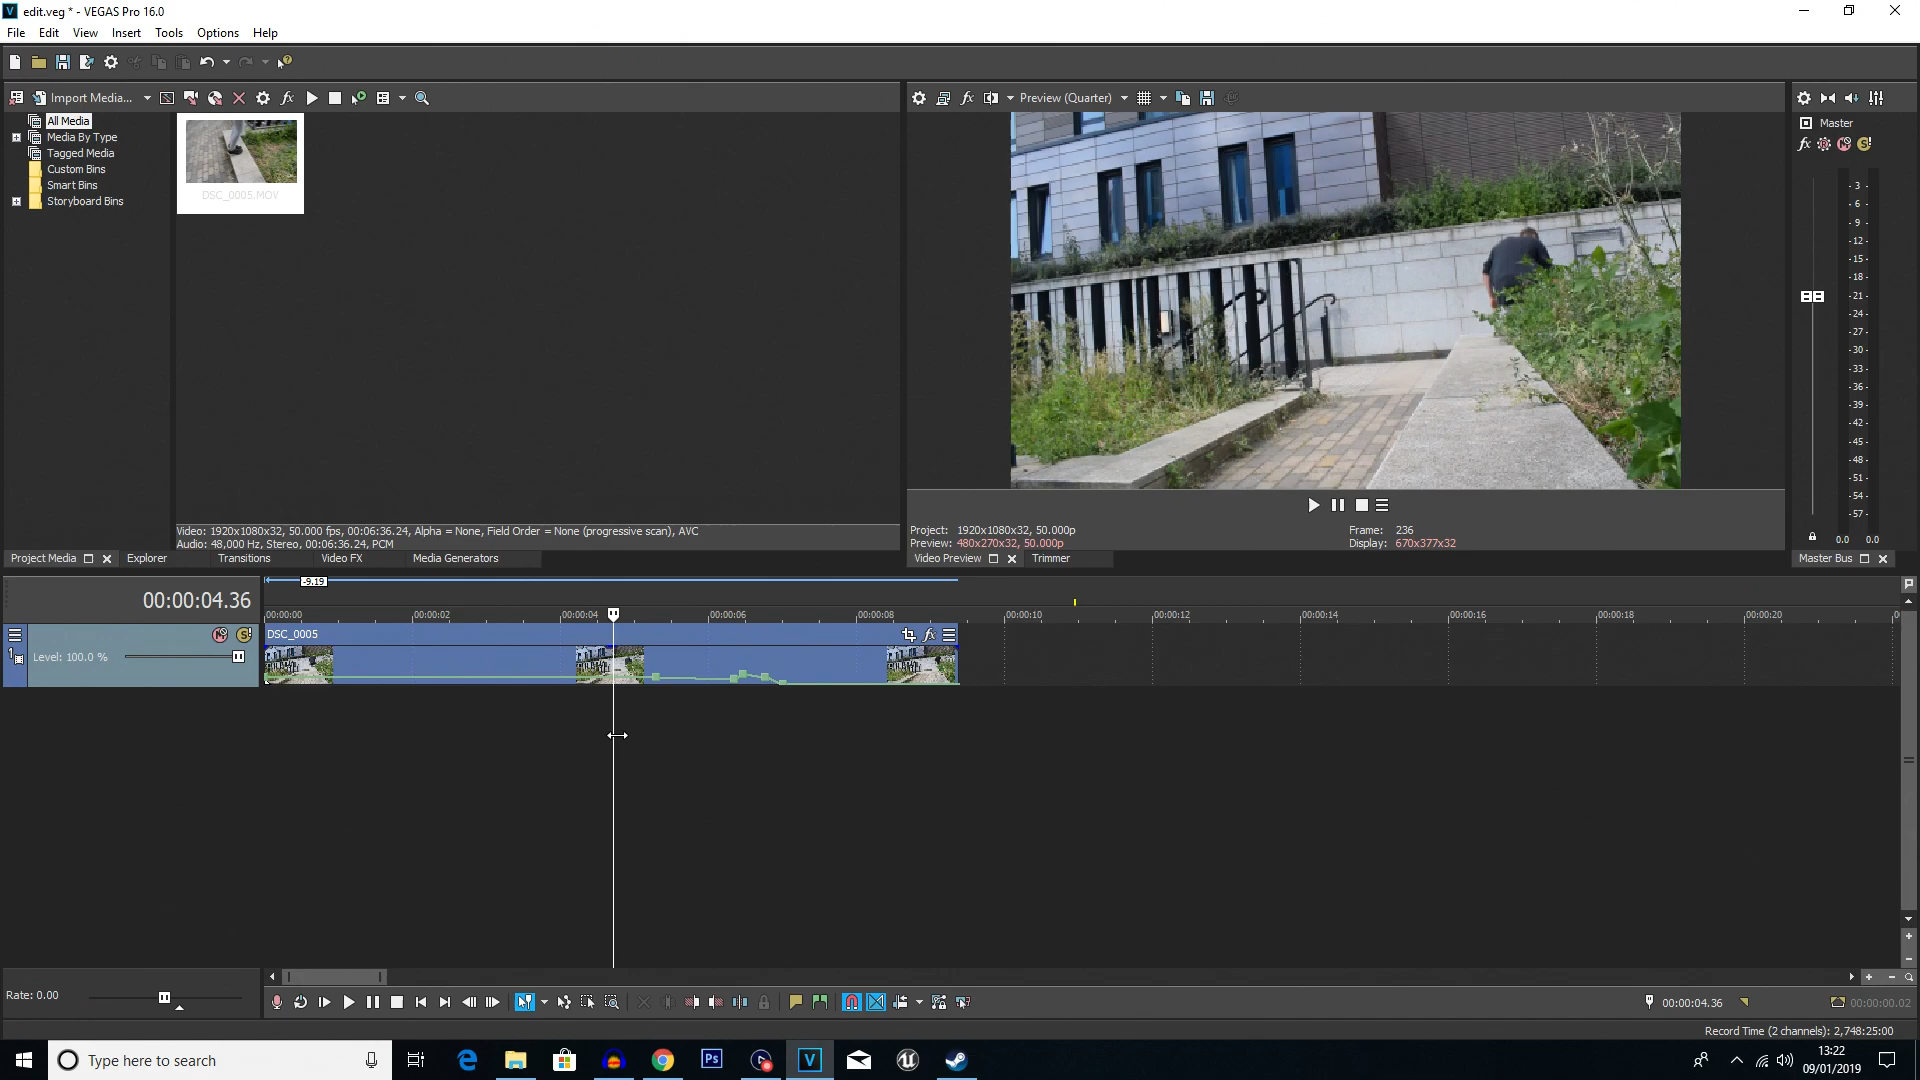 edit.veg * - VEGAS Pro 16.0
File Edit View Insert Tools Options Help
Import Media...
Preview (Quarter)
All Media
Media By Type
Tagged Media
Custom Bins
Smart Bins
Storyboard Bins
DSC_0005.MOV
Master
-3-
-6-
-9-
-12-
-15-
-18-
-21-
-24-
-27-
-30-
-33-
-36-
-39-
-42-
-45-
-48-
-51-
-54-
-57-
0.0 0.0
Video: 1920x1080x32, 50.000 fps, 00:06:36.24, Alpha = None, Field Order = None (progressive scan), AVC
Audio: 48,000 Hz, Stereo, 00:06:36.24, PCM
Project: 1920x1080x32, 50.000p
Preview: 480x270x32, 50.000p
Frame: 236
Display: 670x377x32
Project Media Explorer Transitions Video FX Media Generators
Video Preview Trimmer
Master Bus
00:00:04.36
-9.19
00:00:00 00:00:02 00:00:04 00:00:06 00:00:08 00:00:10 00:00:12 00:00:14 00:00:16 00:00:18 00:00:20
1
Level: 100.0 %
DSC_0005
Rate: 0.00
00:00:04.36
00:00:00.02
Record Time (2 channels): 2,748:25:00
Type here to search
Ps
V
13:22
09/01/2019